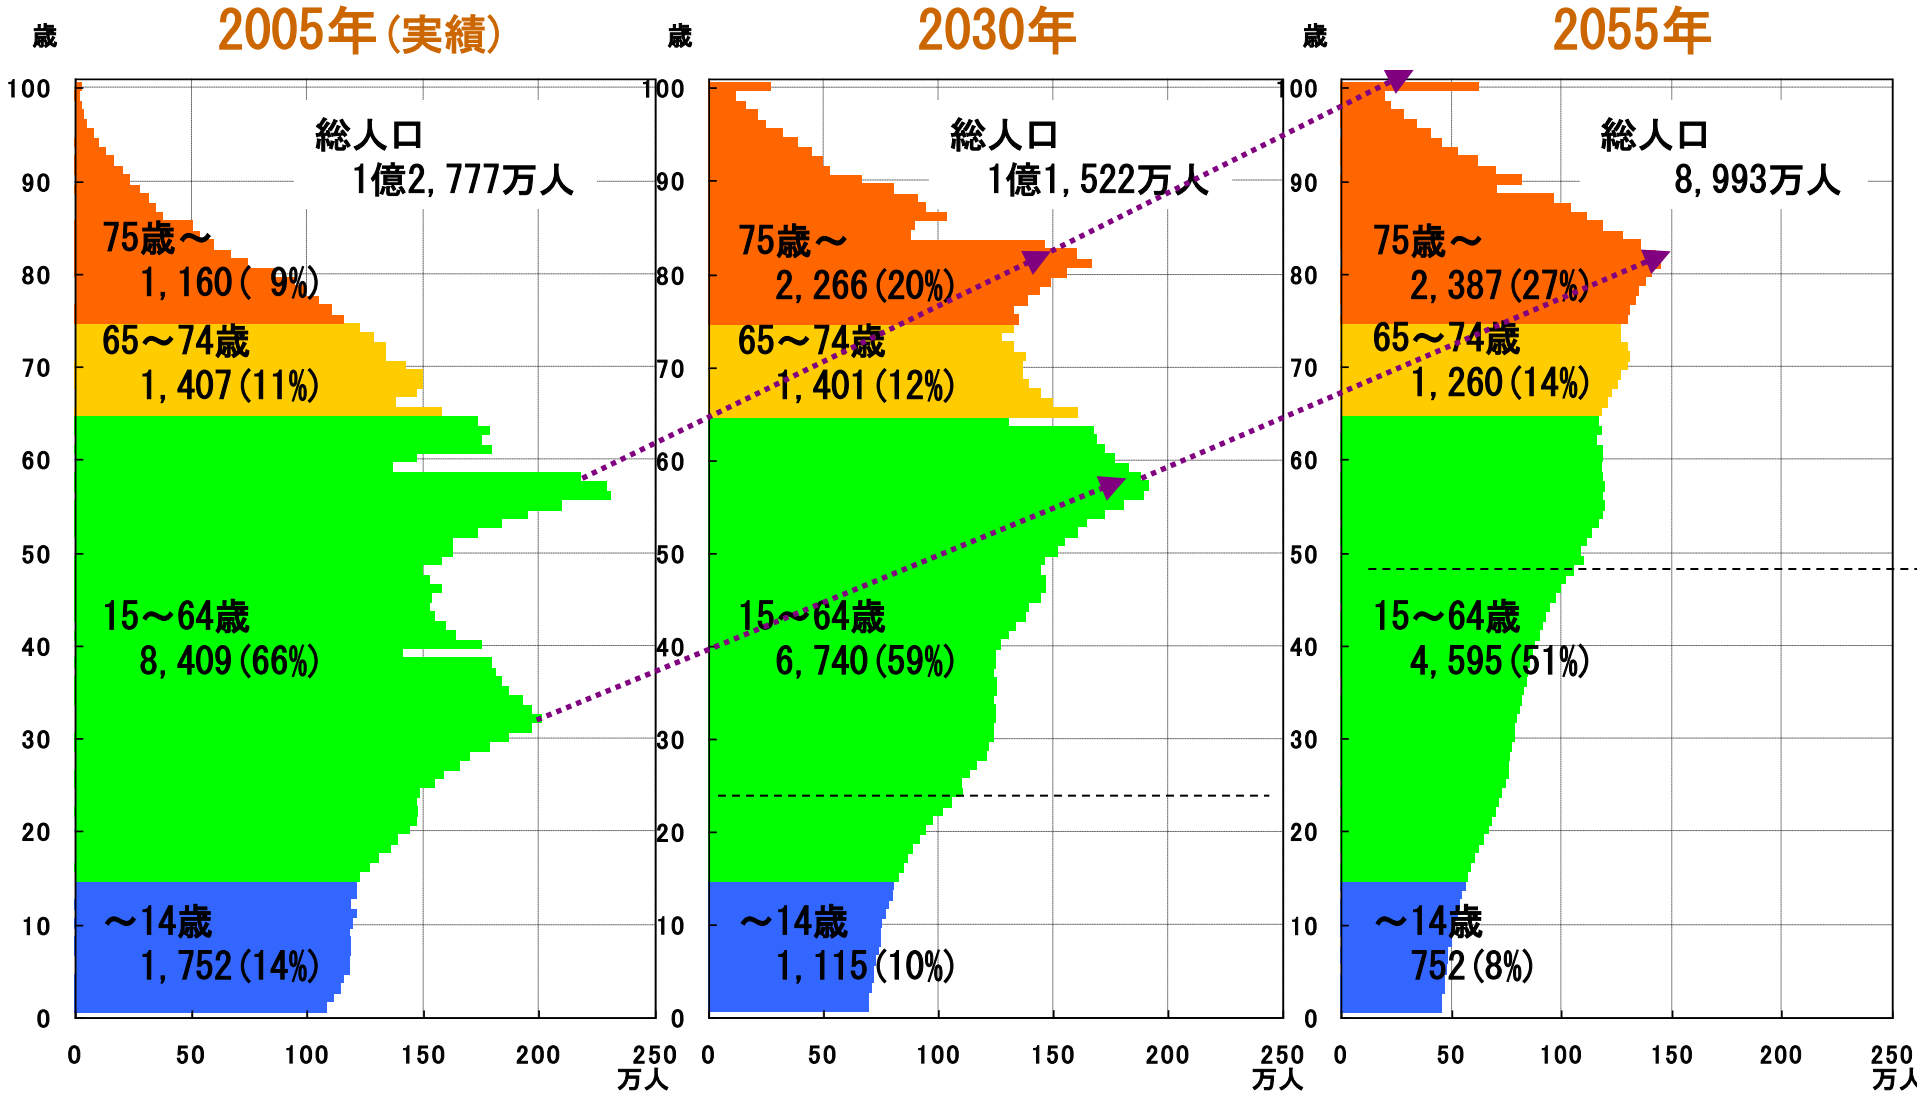 2005年(実績)
歳
100
90
80
70
60
50
40
30
20
10
0
総人口
1億2,777万人
75歳～
1,160( 9%)
65～74歳
1,407(11%)
15～64歳
8,409(66%)
～14歳
1,752(14%)
0 50 100 150 200 250
万人
2030年
歳
100
90
80
70
60
50
40
30
20
10
0
総人口
1億1,522万人
75歳～
2,266(20%)
65～74歳
1,401(12%)
15～64歳
6,740(59%)
～14歳
1,115(10%)
0 50 100 150 200 250
万人
2055年
歳
100
90
80
70
60
50
40
30
20
10
0
総人口
8,993万人
75歳～
2,387(27%)
65～74歳
1,260(14%)
15～64歳
4,595(51%)
～14歳
752(8%)
0 50 100 150 200 250
万人